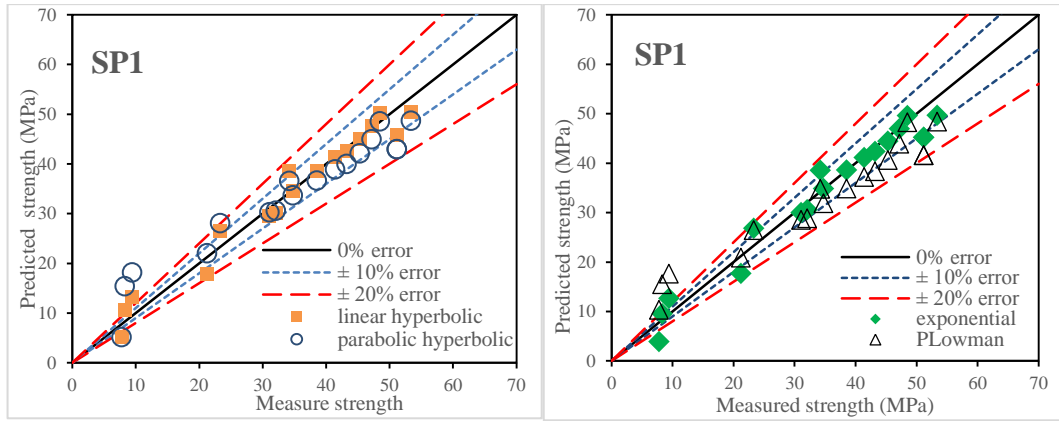 SP1
Predicted strength (MPa)
70
60
50
40
30
20
10
0
0% error
± 10% error
± 20% error
linear hyperbolic
parabolic hyperbolic
0 10 20 30 40 50 60 70
Measure strength
SP1
Predicted strength (MPa)
70
60
50
40
30
20
10
0
0% error
± 10% error
± 20% error
exponential
PLowman
0 10 20 30 40 50 60 70
Measured strength (MPa)